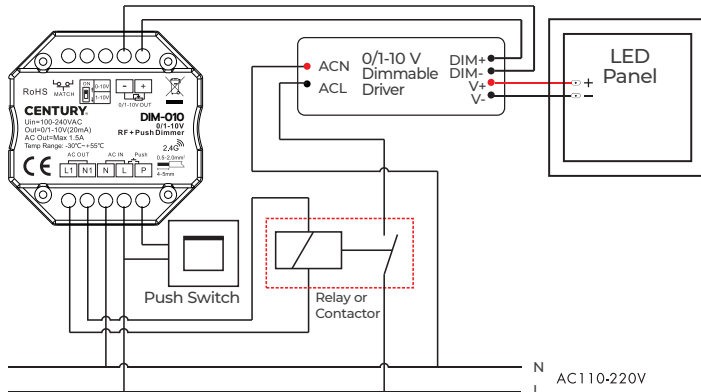 RoHS
MATCH
ON
0-10V
1-10V
− +
0/1-10V OUT
CENTURY®
DIM-010
0/1-10V
RF+Push Dimmer
Uin=100-240VAC
Out=0/1-10V(20mA)
AC Out=Max 1.5A
Temp Range: -30℃~+55℃
2.4G
0.5-2.0mm²
4-5mm
CE
AC OUT AC IN Push
L1 N1 N L P
ACN
ACL
0/1-10 V
Dimmable
Driver
DIM+
DIM-
V+
V-
LED
Panel
+
−
Push Switch
Relay or
Contactor
N
AC110-220V
L